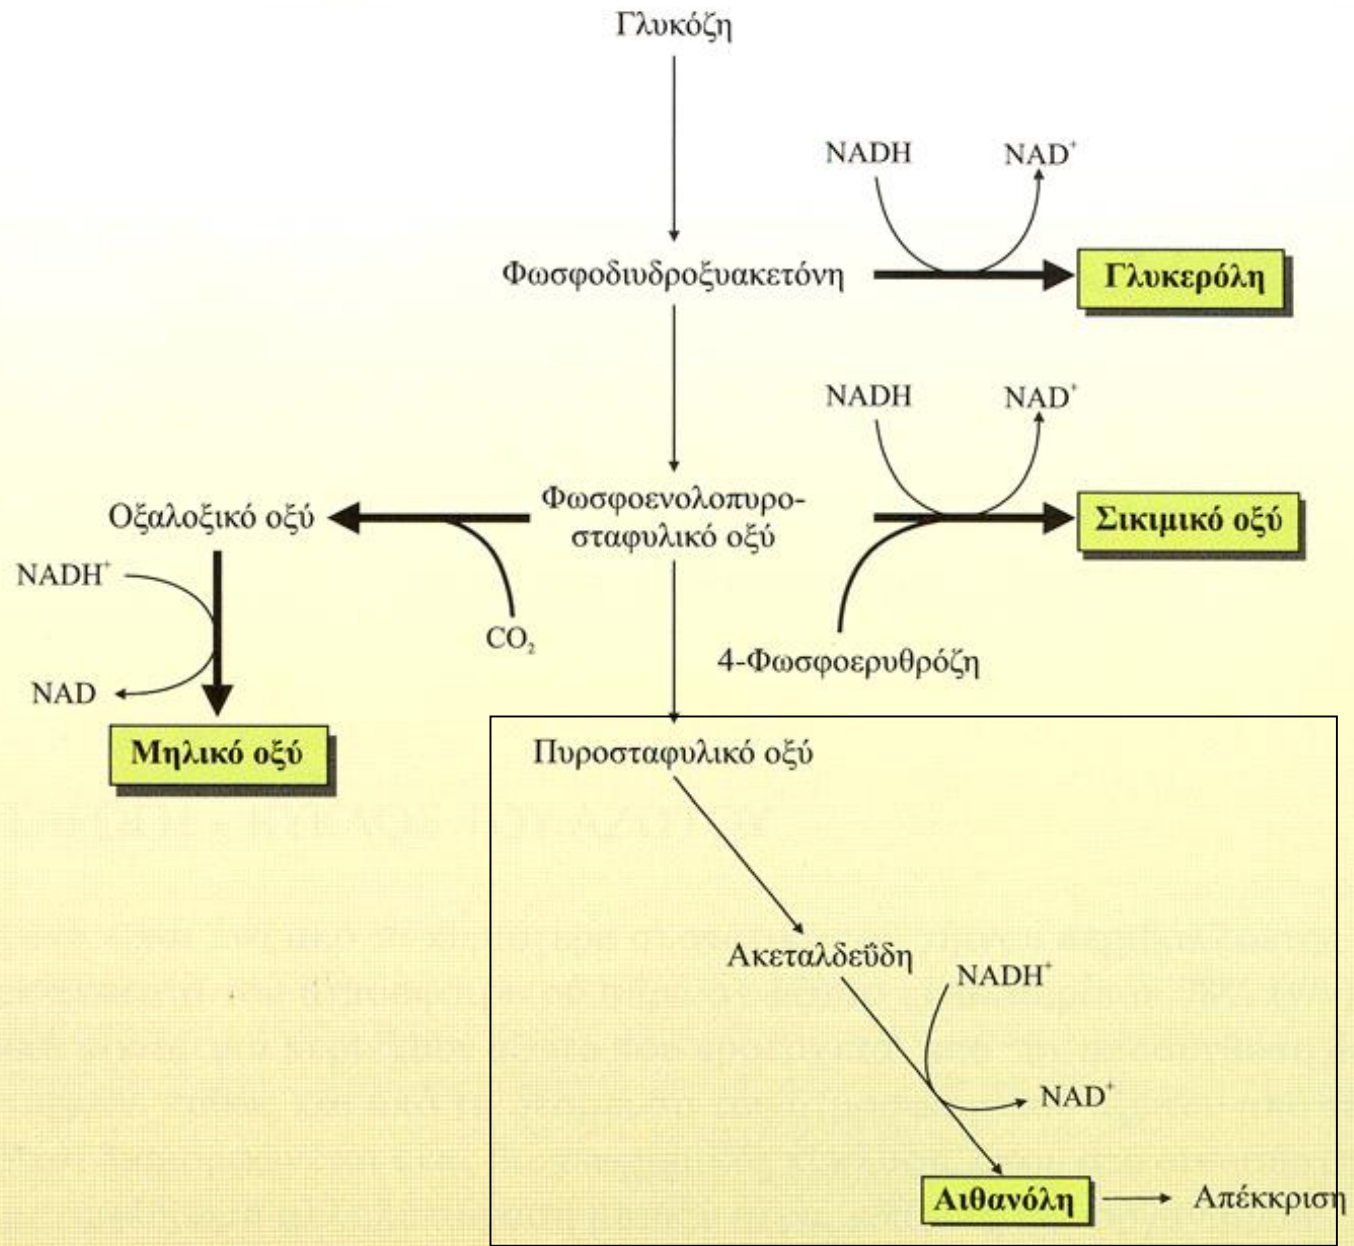 Γλυκόζη
NADH
NAD⁺
Φωσφοδιυδροξυακετόνη
Γλυκερόλη
NADH
NAD⁺
Οξαλοξικό οξύ
Φωσφοενολοπυρο-
σταφυλικό οξύ
Σικιμικό οξύ
NADH⁺
CO₂
4-Φωσφοερυθρόζη
NAD
Μηλικό οξύ
Πυροσταφυλικό οξύ
Ακεταλδεΰδη
NADH⁺
NAD⁺
Αιθανόλη
Απέκκριση